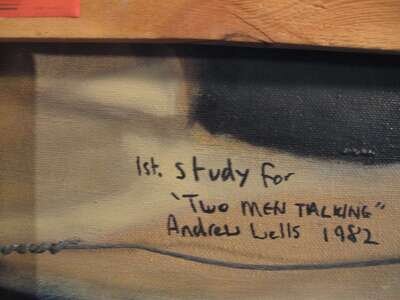 1st. study for
"Two MEN TALKING"
Andrew Wells 1982